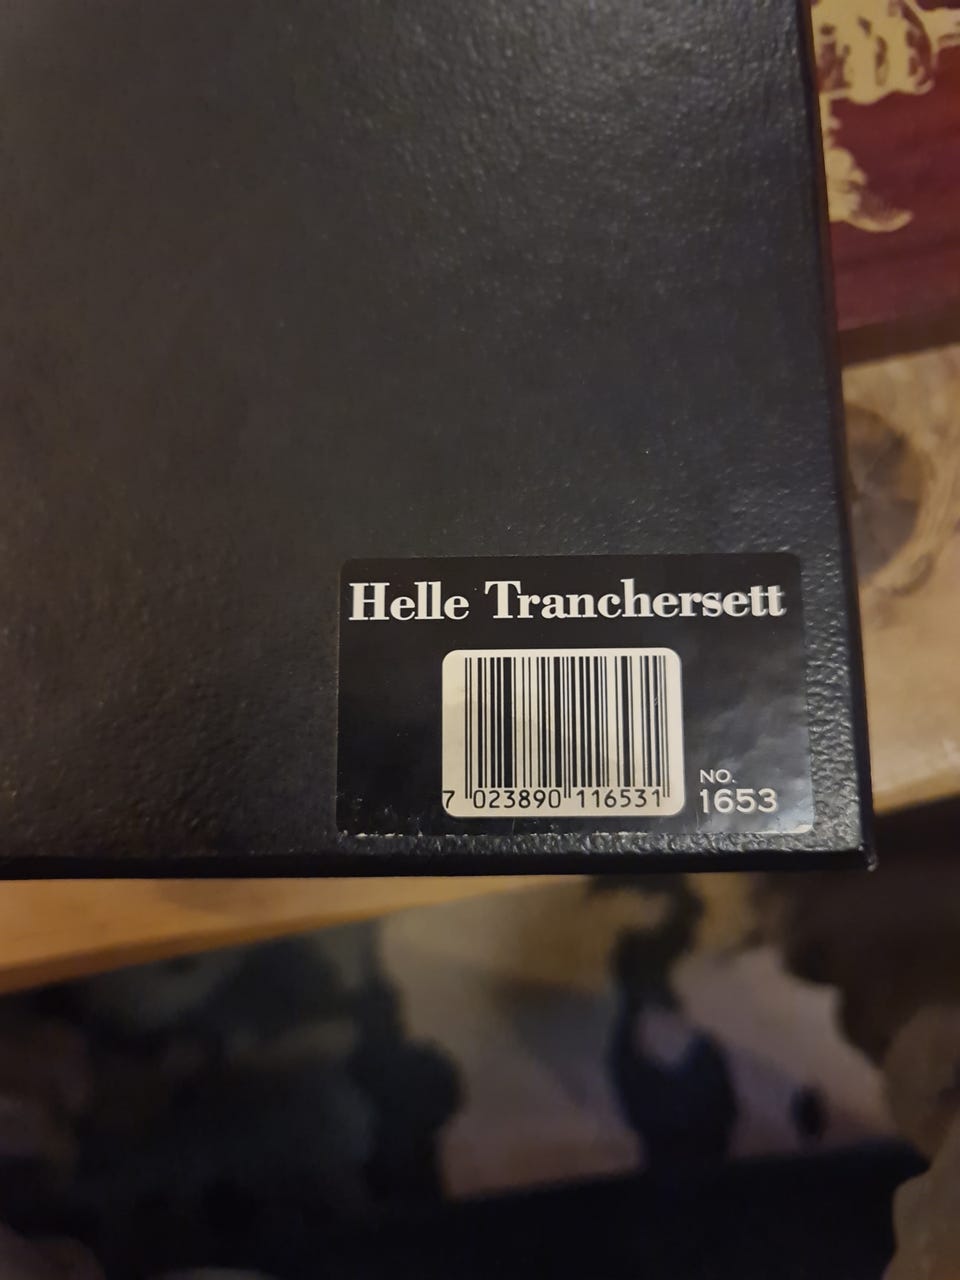 Helle Tranchersett
7 023890 116531
NO.
1653